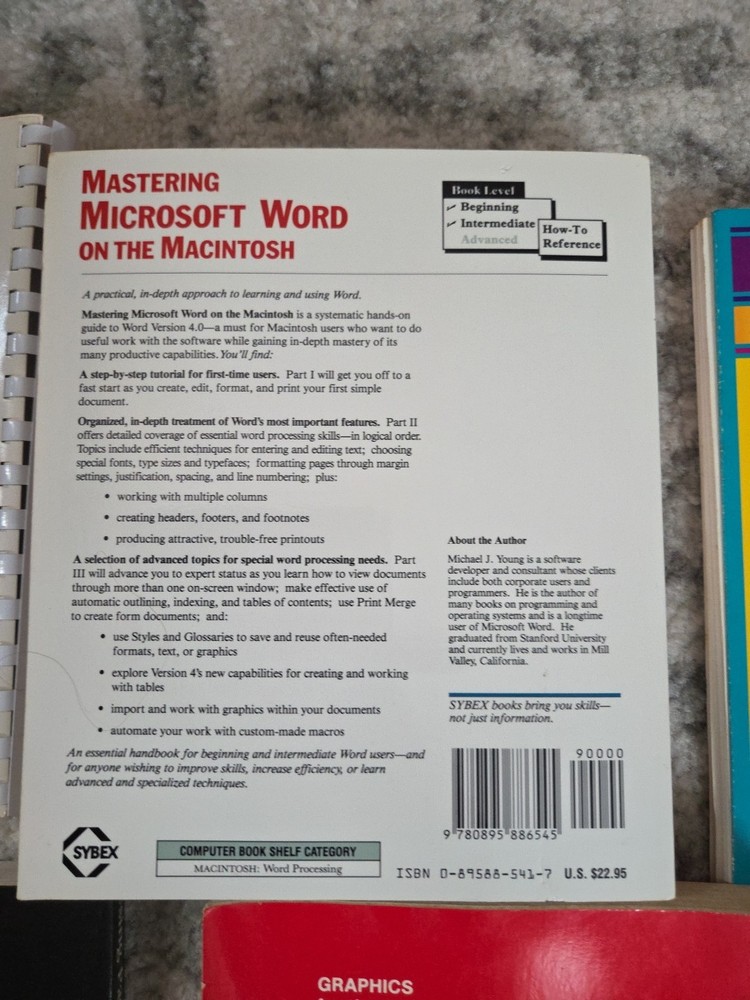 MASTERING
MICROSOFT WORD
ON THE MACINTOSH
Book Level
✓ Beginning
✓ Intermediate
Advanced
How-To
Reference
A practical, in-depth approach to learning and using Word.
Mastering Microsoft Word on the Macintosh is a systematic hands-on
guide to Word Version 4.0—a must for Macintosh users who want to do
useful work with the software while gaining in-depth mastery of its
many productive capabilities. You'll find:
A step-by-step tutorial for first-time users. Part I will get you off to a
fast start as you create, edit, format, and print your first simple
document.
Organized, in-depth treatment of Word's most important features. Part II
offers detailed coverage of essential word processing skills—in logical order.
Topics include efficient techniques for entering and editing text; choosing
special fonts, type sizes and typefaces; formatting pages through margin
settings, justification, spacing, and line numbering; plus:
• working with multiple columns
• creating headers, footers, and footnotes
• producing attractive, trouble-free printouts
A selection of advanced topics for special word processing needs. Part
III will advance you to expert status as you learn how to view documents
through more than one on-screen window; make effective use of
automatic outlining, indexing, and tables of contents; use Print Merge
to create form documents; and:
• use Styles and Glossaries to save and reuse often-needed
formats, text, or graphics
• explore Version 4's new capabilities for creating and working
with tables
• import and work with graphics within your documents
• automate your work with custom-made macros
An essential handbook for beginning and intermediate Word users—and
for anyone wishing to improve skills, increase efficiency, or learn
advanced and specialized techniques.
About the Author
Michael J. Young is a software
developer and consultant whose clients
include both corporate users and
programmers. He is the author of
many books on programming and
operating systems and is a longtime
user of Microsoft Word. He
graduated from Stanford University
and currently lives and works in Mill
Valley, California.
SYBEX books bring you skills—
not just information.
90000
9 780895 886545
SYBEX
COMPUTER BOOK SHELF CATEGORY
MACINTOSH: Word Processing
ISBN 0-89588-541-7 U.S. $22.95
GRAPHICS